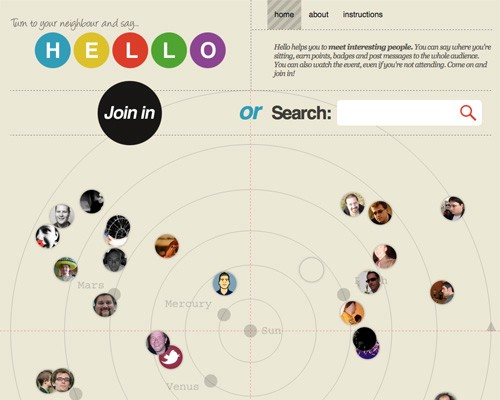 home about instructions
Turn to your neighbour and say...
HELLO
Hello helps you to meet interesting people. You can say where you're
sitting, earn points, badges and post messages to the whole audience.
You can also watch the event, even if you're not attending. Come on and
join in!
Join in or Search:
Mars
Mercury
Sun
Venus